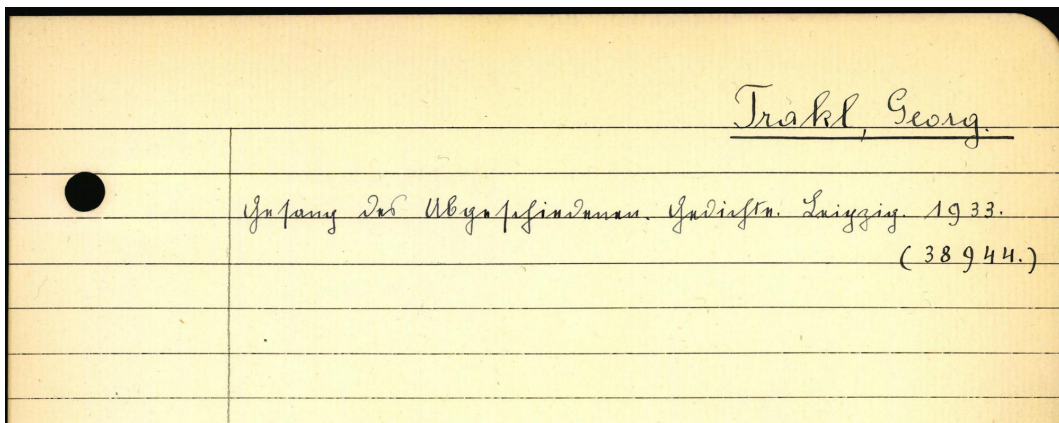 Trakl, Georg.
Gesang des Abgeschiedenen. Gedichte. Leipzig. 1933.
(38944.)